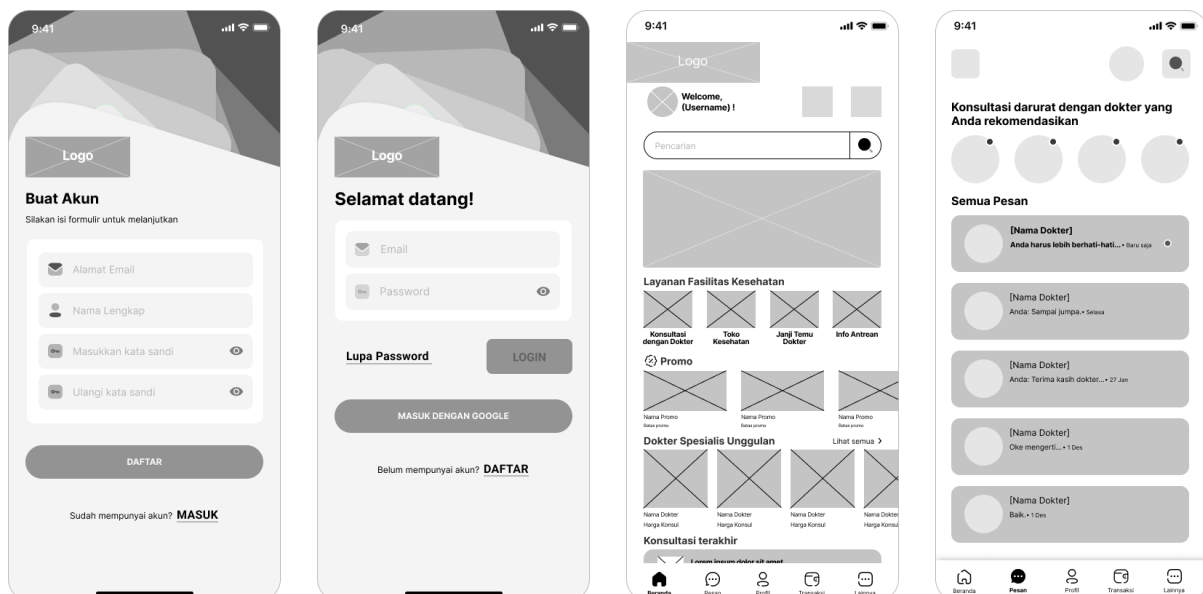 9:41
Logo
Buat Akun
Silakan isi formulir untuk melanjutkan
Alamat Email
Nama Lengkap
Masukkan kata sandi
Ulangi kata sandi
DAFTAR
Sudah mempunyai akun? MASUK
9:41
Logo
Selamat datang!
Email
Password
Lupa Password
LOGIN
MASUK DENGAN GOOGLE
Belum mempunyai akun? DAFTAR
9:41
Logo
Welcome,
(Username) !
Pencarian
Layanan Fasilitas Kesehatan
Konsultasi
dengan Dokter
Toko
Kesehatan
Janji Temu
Dokter
Info Antrean
Promo
Nama Promo
Batas promo
Nama Promo
Batas promo
Nama Promo
Batas promo
Dokter Spesialis Unggulan
Lihat semua >
Nama Dokter
Harga Konsul
Nama Dokter
Harga Konsul
Nama Dokter
Harga Konsul
Nama Dokter
Harga Konsul
Konsultasi terakhir
Lorem ipsum dolor sit amet
Beranda
Pesan
Profil
Transaksi
Lainnya
9:41
Konsultasi darurat dengan dokter yang
Anda rekomendasikan
Semua Pesan
[Nama Dokter]
Anda harus lebih berhati-hati... • Baru saja
[Nama Dokter]
Anda: Sampai jumpa. • Selasa
[Nama Dokter]
Anda: Terima kasih dokter... • 27 Jan
[Nama Dokter]
Oke mengerti... • 1 Des
[Nama Dokter]
Baik. • 1 Des
Beranda
Pesan
Profil
Transaksi
Lainnya